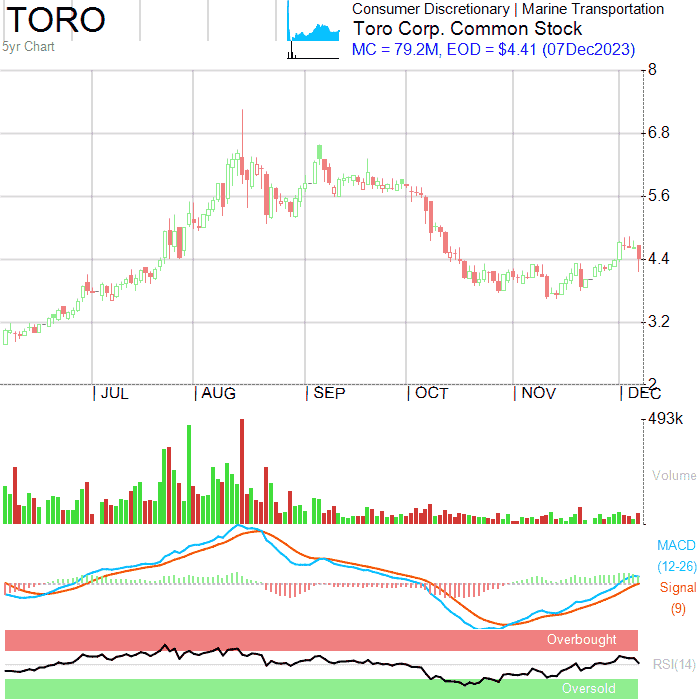 TORO
5yr Chart
Consumer Discretionary | Marine Transportation
Toro Corp. Common Stock
MC = 79.2M, EOD = $4.41 (07Dec2023)
8
6.8
5.6
4.4
3.2
2
JUL AUG SEP OCT NOV DEC
493k
Volume
MACD
(12-26)
Signal
(9)
Overbought
RSI(14)
Oversold